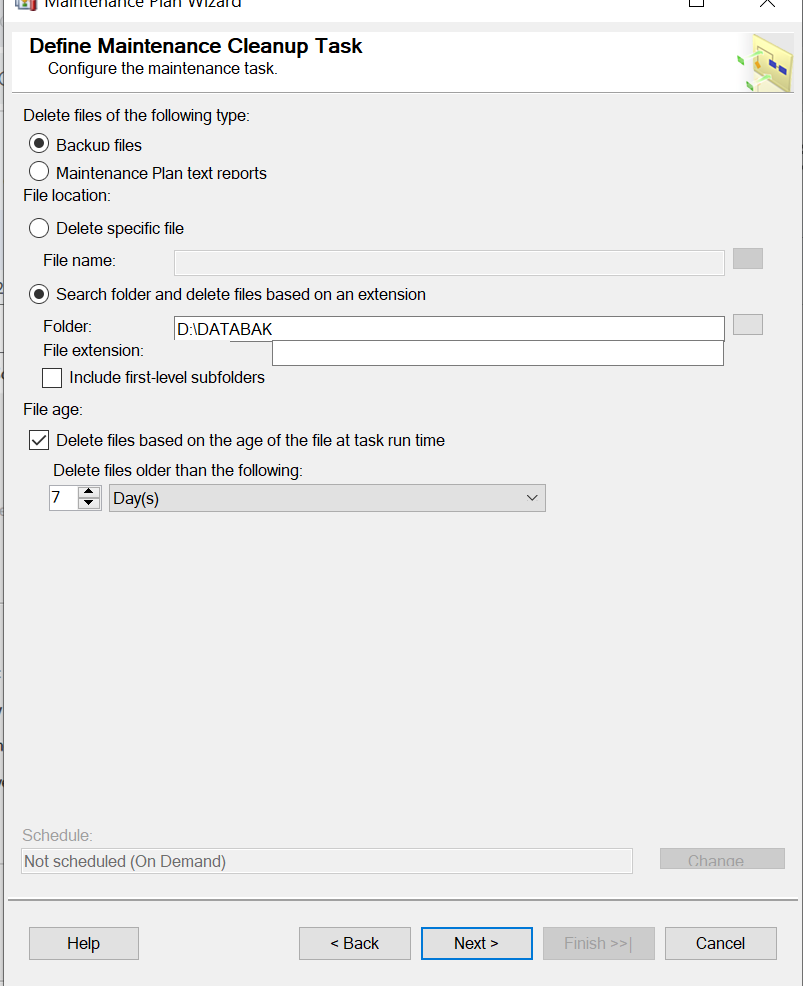 Maintenance Plan Wizard
Define Maintenance Cleanup Task
Configure the maintenance task.
Delete files of the following type:
Backup files
Maintenance Plan text reports
File location:
Delete specific file
File name:
Search folder and delete files based on an extension
Folder:
D:\DATABAK
File extension:
Include first-level subfolders
File age:
Delete files based on the age of the file at task run time
Delete files older than the following:
7 Day(s)
Schedule:
Not scheduled (On Demand)
Change
Help < Back Next > Finish >>| Cancel